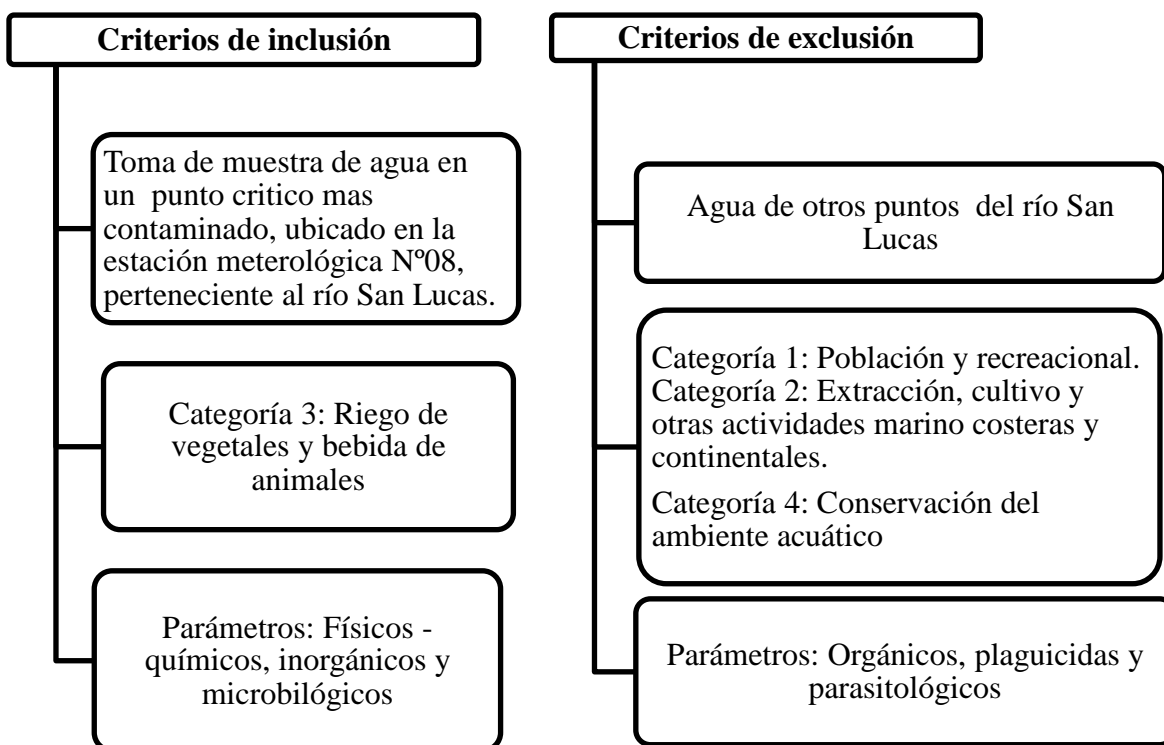 Criterios de inclusión
Toma de muestra de agua en
un punto critico mas
contaminado, ubicado en la
estación meterológica Nº08,
perteneciente al río San Lucas.
Categoría 3: Riego de
vegetales y bebida de
animales
Parámetros: Físicos -
químicos, inorgánicos y
microbilógicos
Criterios de exclusión
Agua de otros puntos del río San
Lucas
Categoría 1: Población y recreacional.
Categoría 2: Extracción, cultivo y
otras actividades marino costeras y
continentales.
Categoría 4: Conservación del
ambiente acuático
Parámetros: Orgánicos, plaguicidas y
parasitológicos